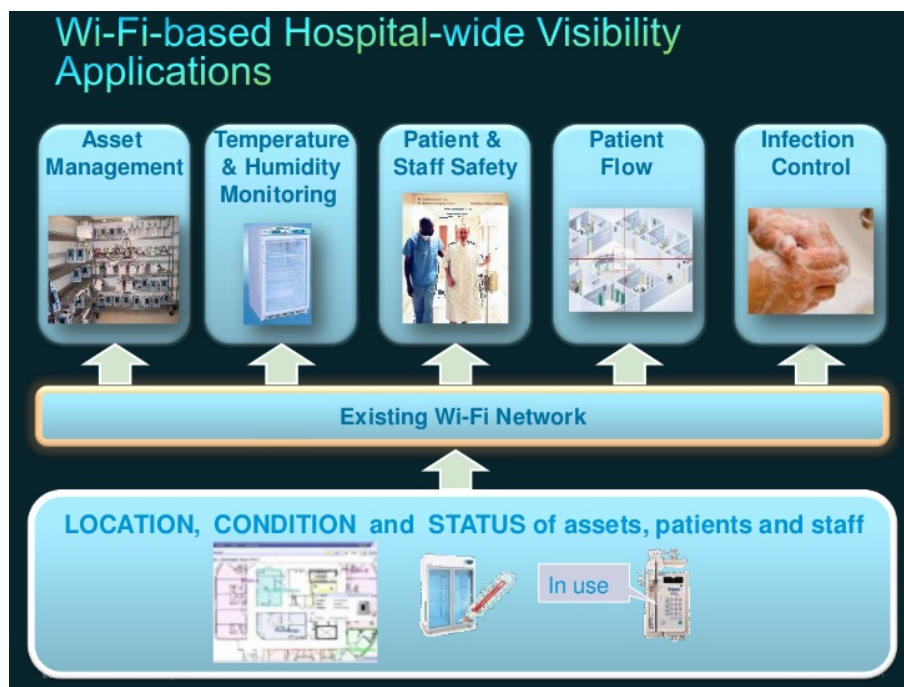 Wi-Fi-based Hospital-wide Visibility
Applications
Asset
Management
Temperature
& Humidity
Monitoring
Patient &
Staff Safety
Patient
Flow
Infection
Control
Existing Wi-Fi Network
LOCATION, CONDITION and STATUS of assets, patients and staff
In use